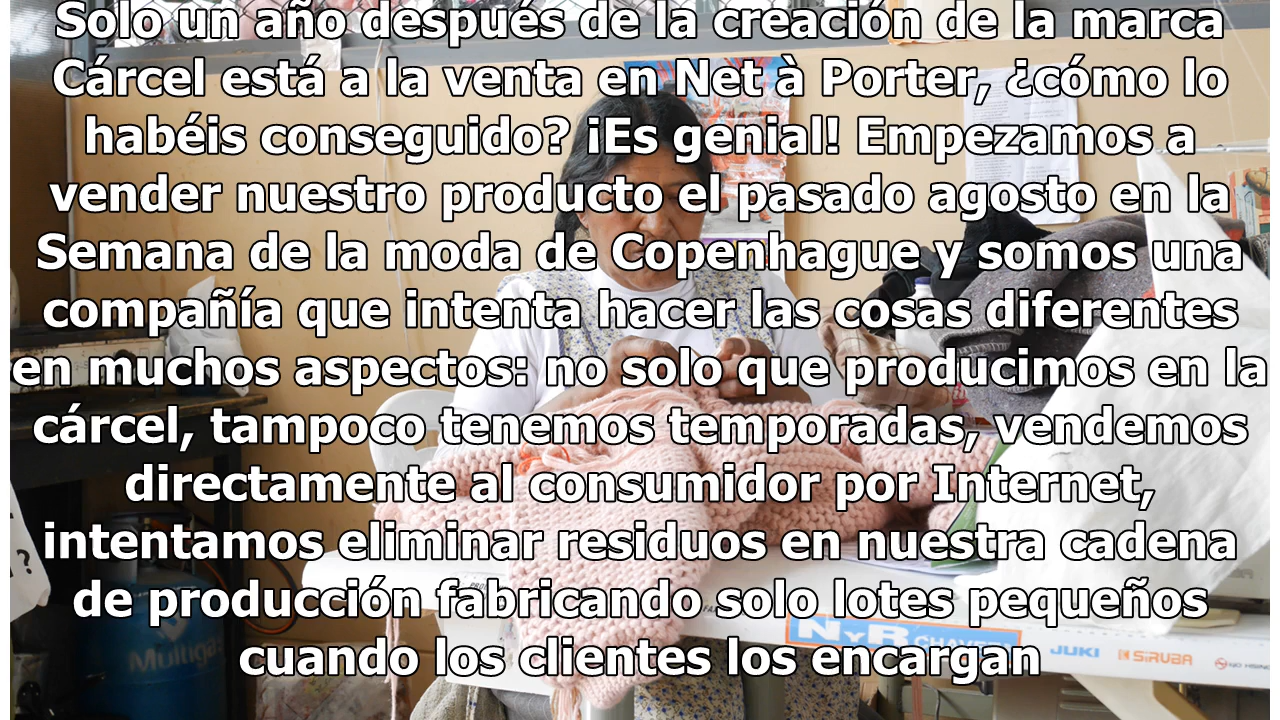 Solo un año después de la creación de la marca
Cárcel está a la venta en Net à Porter, ¿cómo lo
habéis conseguido? ¡Es genial! Empezamos a
vender nuestro producto el pasado agosto en la
Semana de la moda de Copenhague y somos una
compañía que intenta hacer las cosas diferentes
en muchos aspectos: no solo que producimos en la
cárcel, tampoco tenemos temporadas, vendemos
directamente al consumidor por Internet,
intentamos eliminar residuos en nuestra cadena
de producción fabricando solo lotes pequeños
cuando los clientes los encargan
?
Multigas
NyR
JUKI
SiRUBA